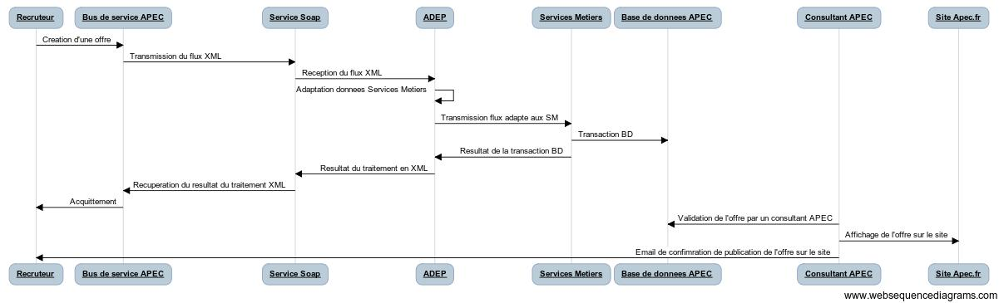 Recruteur Bus de service APEC Service Soap ADEP Services Metiers Base de donnees APEC Consultant APEC Site Apec.fr
Creation d'une offre
Transmission du flux XML
Reception du flux XML
Adaptation donnees Services Metiers
Transmission flux adapte aux SM
Transaction BD
Resultat de la transaction BD
Resultat du traitement en XML
Recuperation du resultat du traitement XML
Acquittement
Validation de l'offre par un consultant APEC
Affichage de l'offre sur le site
Email de confimration de publication de l'offre sur le site
Recruteur Bus de service APEC Service Soap ADEP Services Metiers Base de donnees APEC Consultant APEC Site Apec.fr
www.websequencediagrams.com